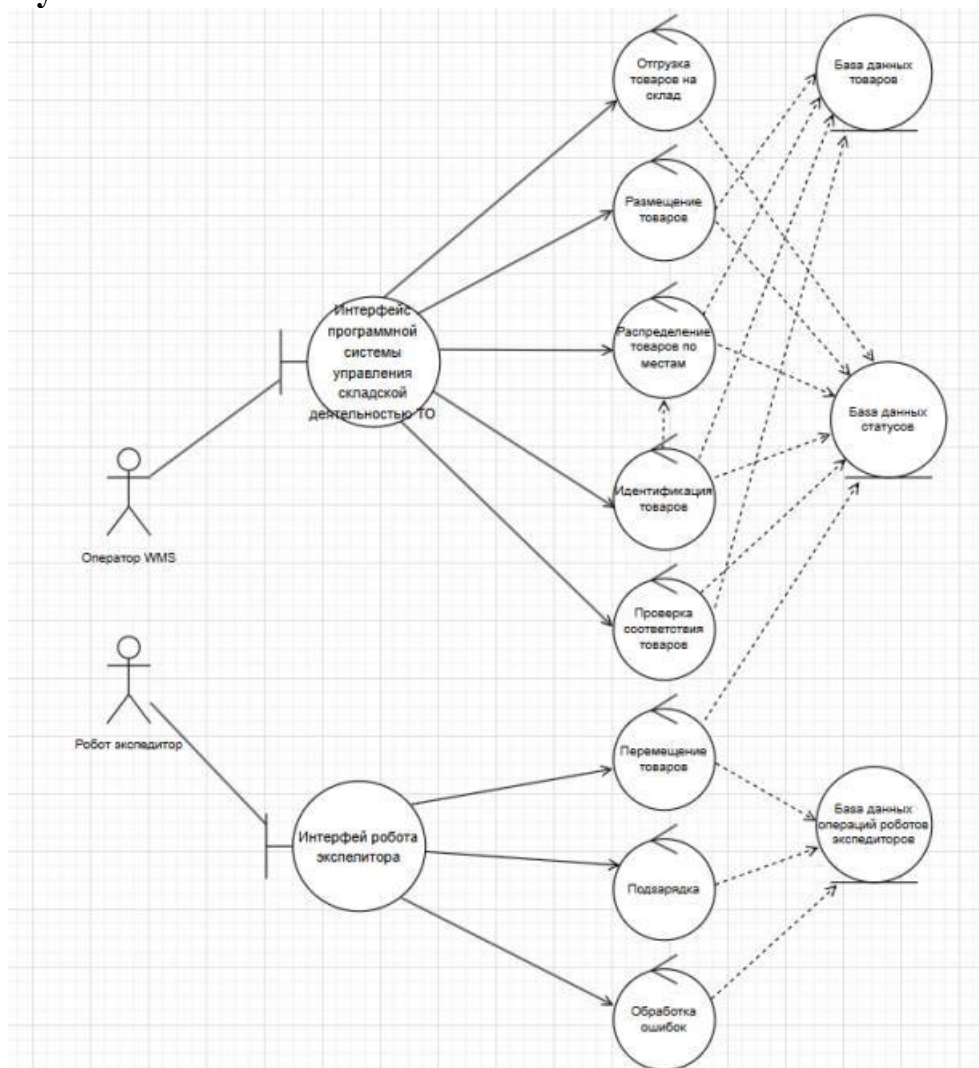 у
Отгрузка
товаров на
склад
База данных
товаров
Размещение
товаров
Интерфейс
программной
системы
управления
складской
деятельностью ТО
Распределение
товаров по
местам
База данных
статусов
Идентификация
товаров
Оператор WMS
Проверка
соответствия
товаров
Робот экспедитор
Перемещение
товаров
База данных
операций роботов
экспедиторов
Интерфей робота
экспелитора
Подзарядка
Обработка
ошибок